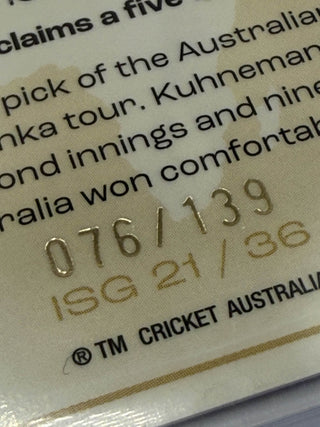 claims a five
pick of the Australian
nka tour. Kuhneman
ond innings and nine
ralia won comfortab
076/139
ISG 21/36
® TM CRICKET AUSTRALIA